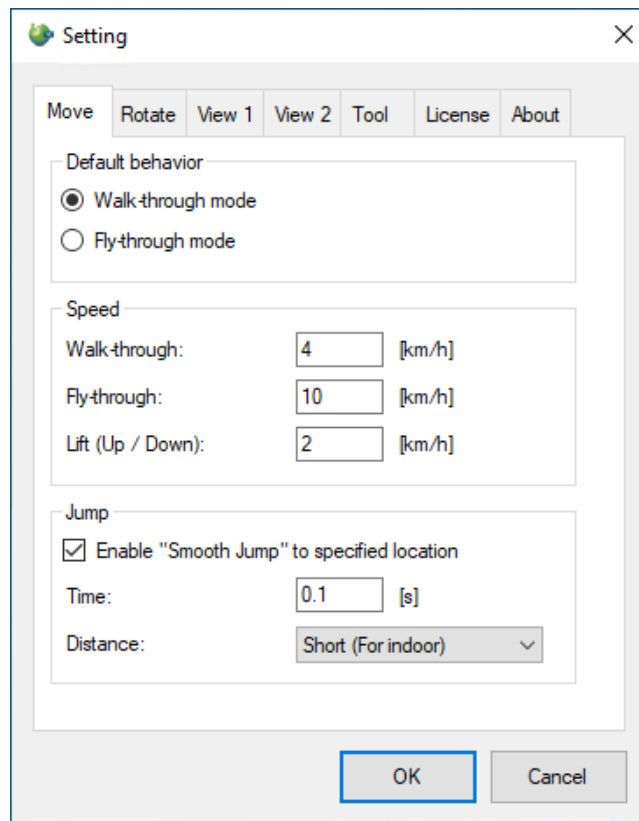 Setting
Move Rotate View 1 View 2 Tool License About
Default behavior
Walk-through mode
Fly-through mode
Speed
Walk-through: 4 [km/h]
Fly-through: 10 [km/h]
Lift (Up / Down): 2 [km/h]
Jump
Enable "Smooth Jump" to specified location
Time: 0.1 [s]
Distance: Short (For indoor)
OK Cancel